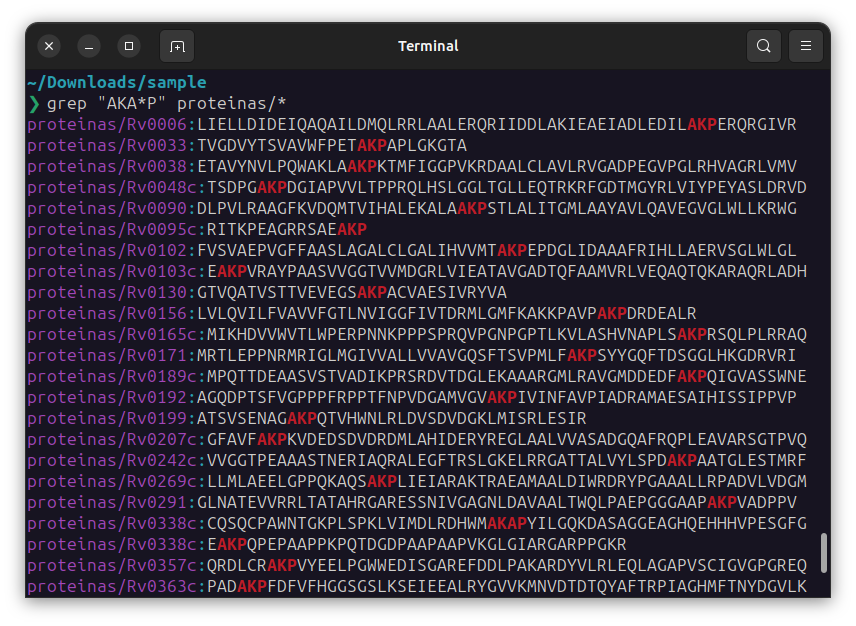 Terminal
~/Downloads/sample
❯ grep "AKA*P" proteinas/*
proteinas/Rv0006:LIELLDIDEIQAQAILDMQLRRLAALERQRIIDDLAKIEAEIADLEDILAKPERQRGIVR
proteinas/Rv0033:TVGDVYTSVAVWFPETAKPAPLGKGTA
proteinas/Rv0038:ETAVYNVLPQWAKLAAKPKTMFIGGPVKRDAALCLAVLRVGADPEGVPGLRHVAGRLVMV
proteinas/Rv0048c:TSDPGAKPDGIAPVVLTPPRQLHSLGGLTGLLEQTRKRFGDTMGYRLVIYPEYASLDRVD
proteinas/Rv0090:DLPVLRAAGFKVDQMTVIHALEKALAAKPSTLALITGMLAAYAVLQAVEGVGLWLLKRWG
proteinas/Rv0095c:RITKPEAGRRSAEAKP
proteinas/Rv0102:FVSVAEPVGFFAASLAGALCLGALIHVVMTAKPEPDGLIDAAAFRIHLLAERVSGLWLGL
proteinas/Rv0103c:EAKPVRAYPAASVVGGTVVMDGRLVIEATAVGADTQFAAMVRLVEQAQTQKARAQRLADH
proteinas/Rv0130:GTVQATVSTTVEVEGSAKPACVAESIVRYVA
proteinas/Rv0156:LVLQVILFVAVVFGTLNVIGGFIVTDRMLGMFKAKKPAVPAKPDRDEALR
proteinas/Rv0165c:MIKHDVVWVTLWPERPNNKPPPSPRQVPGNPGPTLKVLASHVNAPLSAKPRSQLPLRRAQ
proteinas/Rv0171:MRTLEPPNRMRIGLMGIVVALLVVAVGQSFTSVPMLFAKPSYYGQFTDSGGLHKGDRVRI
proteinas/Rv0189c:MPQTTDEAASVSTVADIKPRSRDVTDGLEKAAARGMLRAVGMDDEDFAKPQIGVASSWNE
proteinas/Rv0192:AGQDPTSFVGPPPFRPPTFNPVDGAMVGVAKPIVINFAVPIADRAMAESAIHISSIPPVP
proteinas/Rv0199:ATSVSENAGAKPQTVHWNLRLDVSDVDGKLMISRLESIR
proteinas/Rv0207c:GFAVFAKPKVDEDSDVDRDMLAHIDERYREGLAALVVASADGQAFRQPLEAVARSGTPVQ
proteinas/Rv0242c:VVGGTPEAAASTNERIAQRALEGFTRSLGKELRRGATTALVYLSPDAKPAATGLESTMRF
proteinas/Rv0269c:LLMLAEELGPPQKAQSAKPLIEIARAKTRAEAMAALDIWRDRYPGAAALLRPADVLVDGM
proteinas/Rv0291:GLNATEVVRRLTATAHRGARESSNIVGAGNLDAVAALTWQLPAEPGGGAAPAKPVADPPV
proteinas/Rv0338c:CQSQCPAWNTGKPLSPKLVIMDLRDHWMAKAPYILGQKDASAGGEAGHQEHHHVPESGFG
proteinas/Rv0338c:EAKPQPEPAAPPKPQTDGDPAAPAAPVKGLGIARGARPPGKR
proteinas/Rv0357c:QRDLCRAKPVYEELPGWWEDISGAREFDDLPAKARDYVLRLEQLAGAPVSCIGVGPGREQ
proteinas/Rv0363c:PADAKPFDFVFHGGSGSLKSEIEEALRYGVVKMNVDTDTQYAFTRPIAGHMFTNYDGVLK